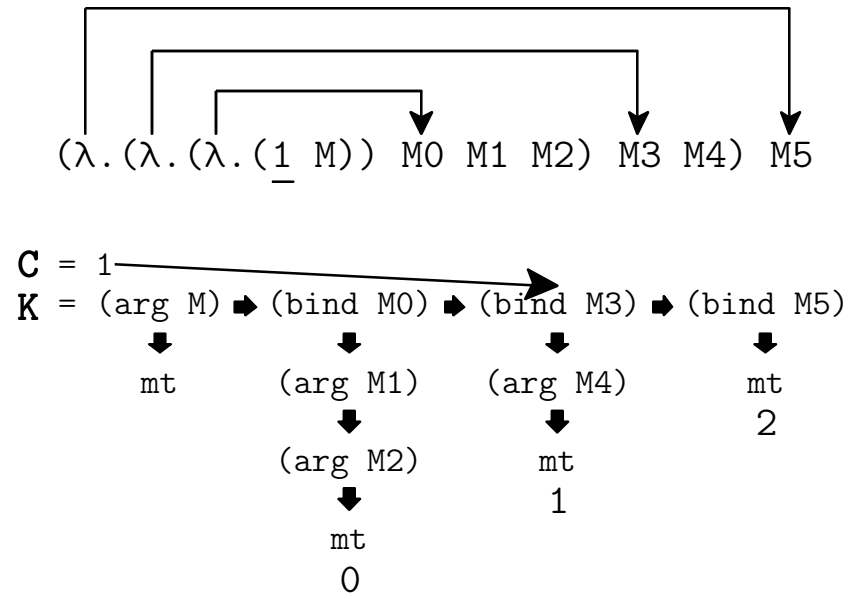 (λ.(λ.(λ.(1 M)) M0 M1 M2) M3 M4) M5
C = 1
K = (arg M) (bind M0) (bind M3) (bind M5)
mt (arg M1) (arg M4) mt
2
(arg M2) mt
1
mt
0